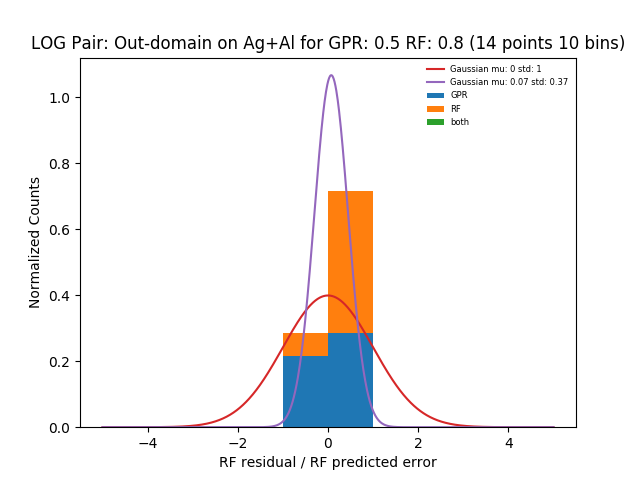 LOG Pair: Out-domain on Ag+Al for GPR: 0.5 RF: 0.8 (14 points 10 bins)
Gaussian mu: 0 std: 1
Gaussian mu: 0.07 std: 0.37
GPR
RF
both
Normalized Counts
1.0
0.8
0.6
0.4
0.2
0.0
−4 −2 0 2 4
RF residual / RF predicted error